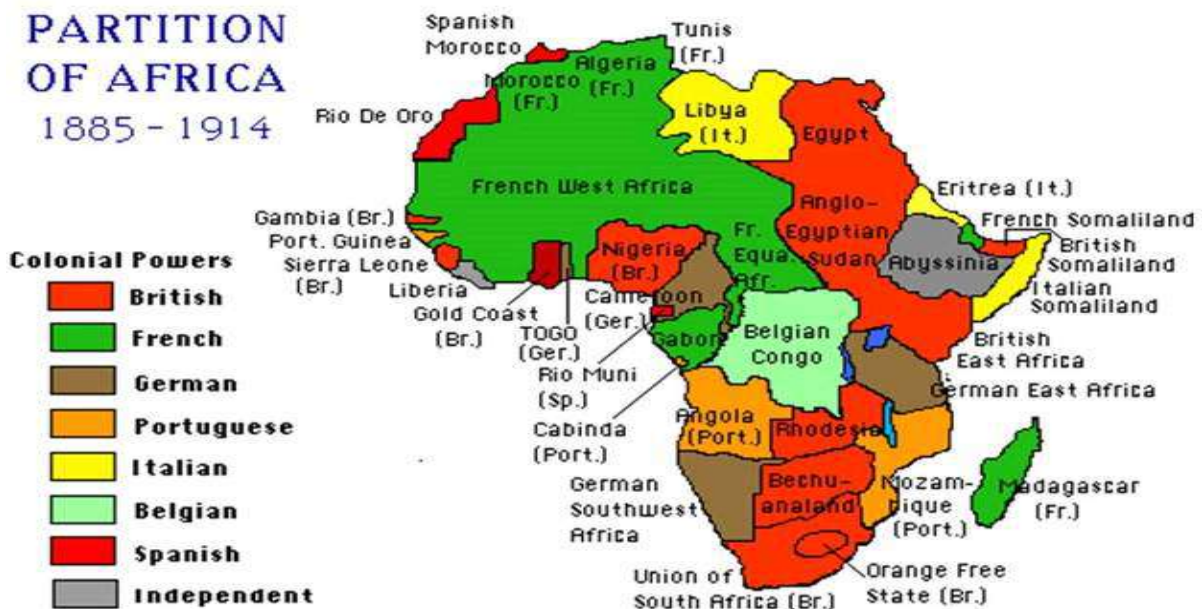 PARTITION
OF AFRICA
1885 - 1914
Spanish
Morocco
Tunis
(Fr.)
Algeria
(Fr.)
Morocco
(Fr.)
Rio De Oro
Libya
(It.)
Egypt
French West Africa
Eritrea (It.)
Anglo-
Egyptian
Sudan
French Somaliland
British
Somaliland
Italian
Somaliland
Abyssinia
Gambia (Br.)
Port. Guinea
Sierra Leone
(Br.)
Liberia
Gold Coast
(Br.)
TOGO
(Ger.)
Nigeria
(Br.)
Cameroon
(Ger.)
Fr.
Equa.
Afr.
Gabon
Rio Muni
(Sp.)
Cabinda
(Port.)
Belgian
Congo
British
East Africa
German East Africa
Angola
(Port.)
Rhodesia
German
Southwest
Africa
Bechu-
analand
Mozam-
bique
(Port.)
Madagascar
(Fr.)
Union of
South Africa (Br.)
Orange Free
State (Br.)
Colonial Powers
British
French
German
Portuguese
Italian
Belgian
Spanish
Independent